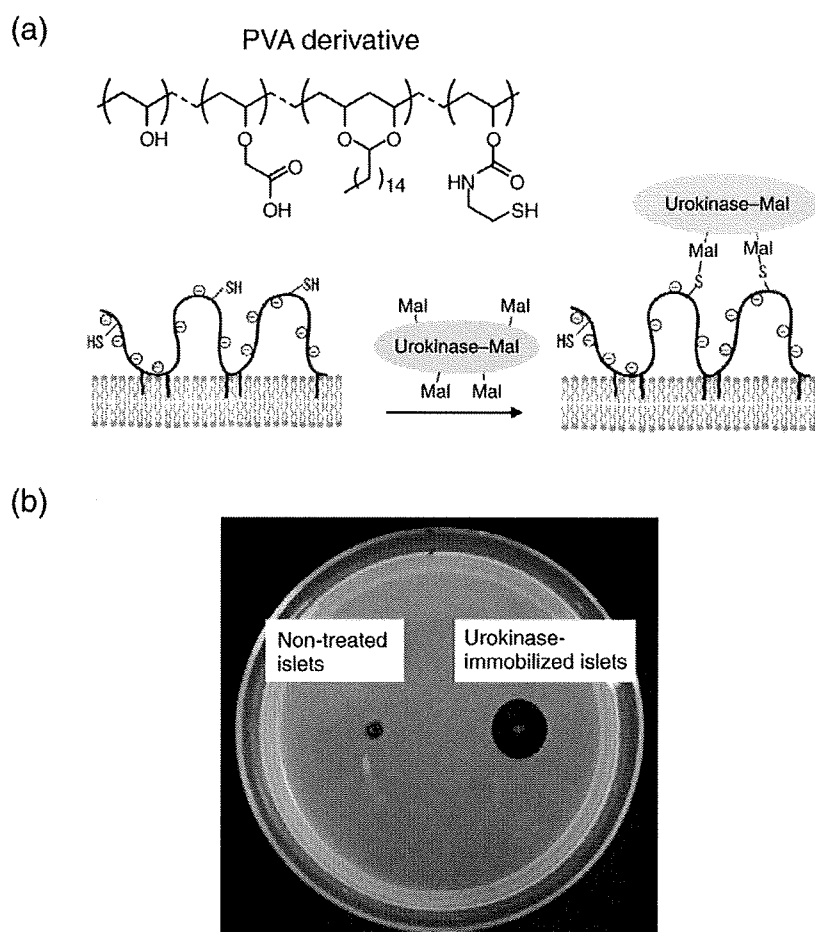 (a)
PVA derivative
OH
O
O
OH
O
O
14
O
HN
O
SH
HS
SH
SH
Mal
Mal
Urokinase–Mal
Mal
Mal
Urokinase–Mal
Mal
Mal
S
S
HS
(b)
Non-treated
islets
Urokinase-
immobilized islets